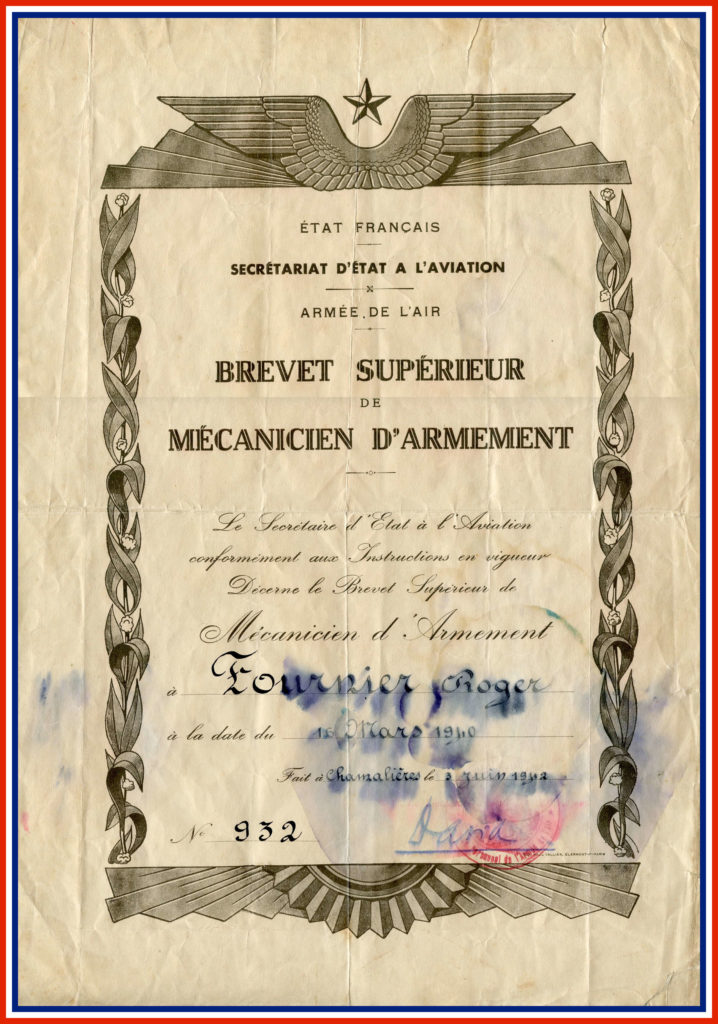 ÉTAT FRANÇAIS
SECRÉTARIAT D'ÉTAT A L'AVIATION
ARMÉE DE L'AIR
BREVET SUPÉRIEUR
DE
MÉCANICIEN D'ARMEMENT
Le Secrétaire d'Etat à l'Aviation
conformément aux Instructions en vigueur
Décerne le Brevet Supérieur de
Mécanicien d'Armement
à Fournier Roger
à la date du 16 Mars 1940
Fait à Chamalières le 3 juin 1942
No 932